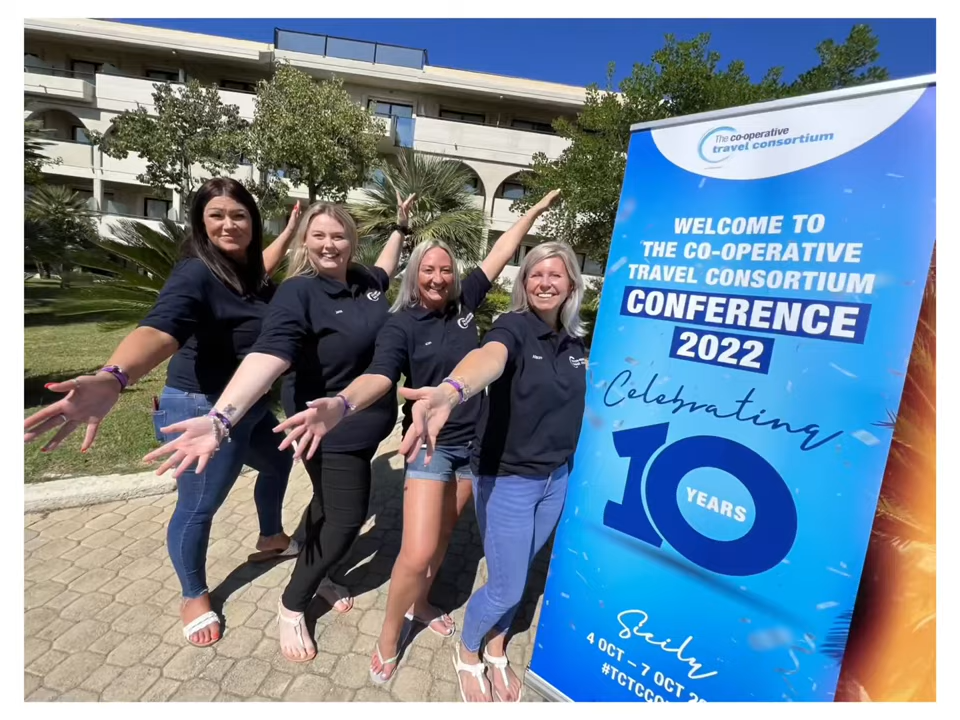 The co-operative
travel consortium
WELCOME TO
THE CO-OPERATIVE
TRAVEL CONSORTIUM
CONFERENCE
2022
Celebrating
10
YEARS
Sicily
4 OCT – 7 OCT